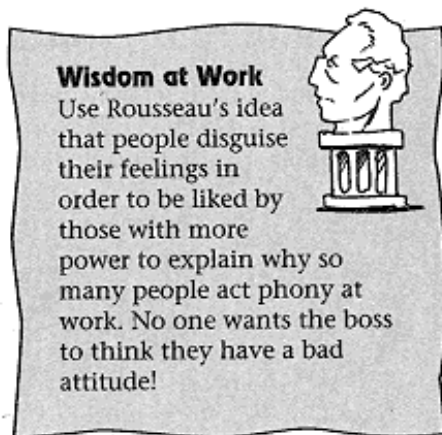 Wisdom at Work
Use Rousseau's idea
that people disguise
their feelings in
order to be liked by
those with more
power to explain why so
many people act phony at
work. No one wants the boss
to think they have a bad
attitude!